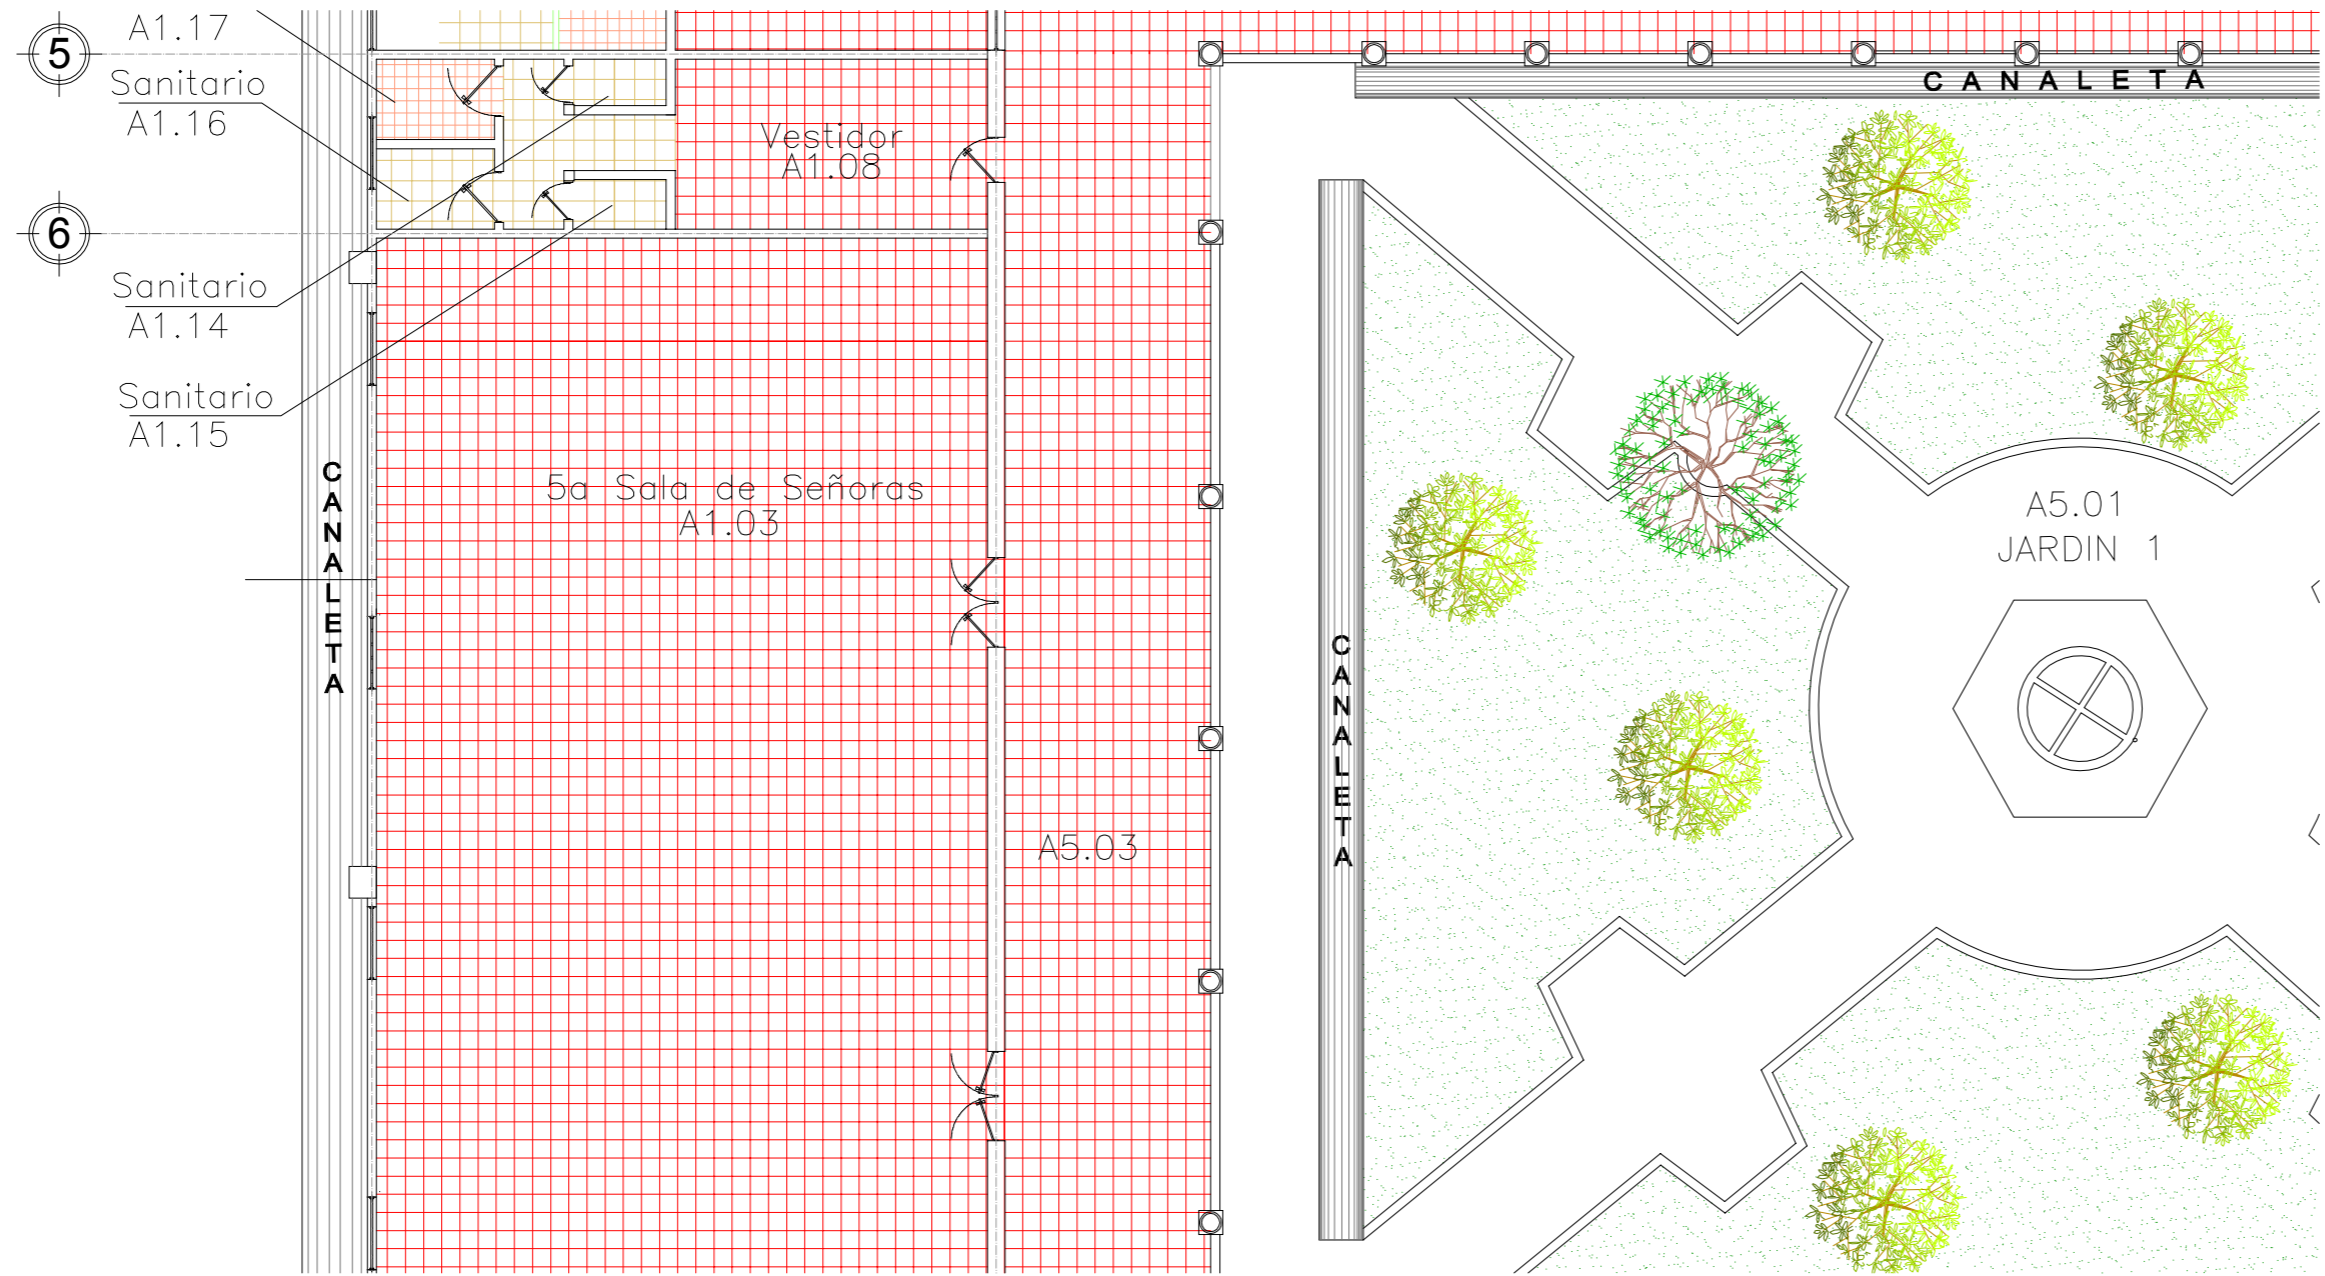 A1.17
5
Sanitario
A1.16
CANALETA
Vestidor
A1.08
6
Sanitario
A1.14
Sanitario
A1.15
CANALETA
5a Sala de Señoras
A1.03
A5.01
JARDIN 1
CANALETA
A5.03